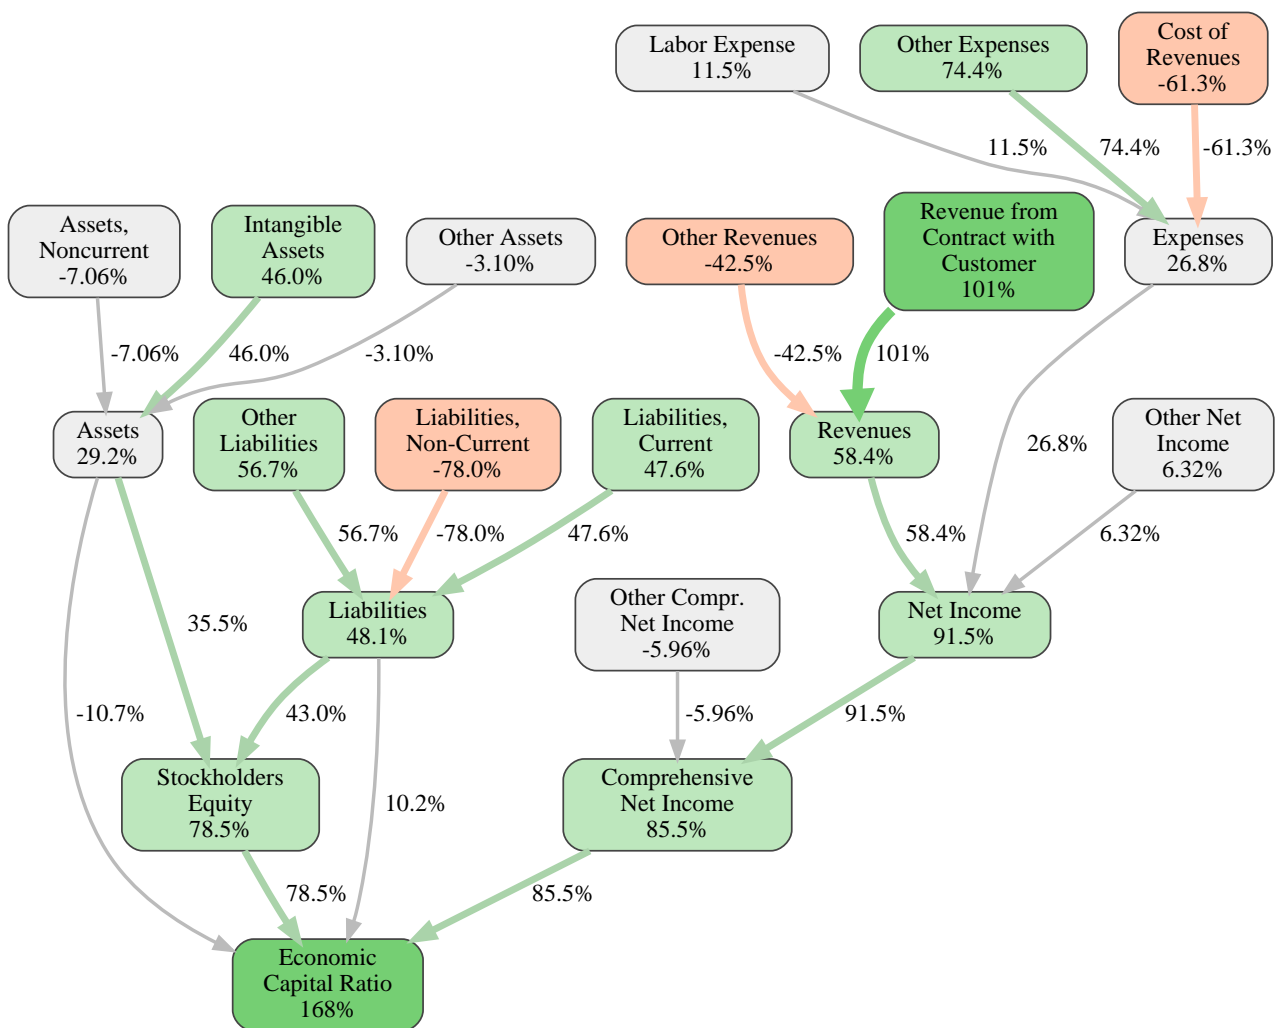 Labor Expense
11.5%
Other Expenses
74.4%
Cost of
Revenues
-61.3%
11.5%
74.4%
-61.3%
Assets,
Noncurrent
-7.06%
Intangible
Assets
46.0%
Other Assets
-3.10%
Other Revenues
-42.5%
Revenue from
Contract with
Customer
101%
Expenses
26.8%
-7.06%
46.0%
-3.10%
-42.5%
101%
Assets
29.2%
Other
Liabilities
56.7%
Liabilities,
Non-Current
-78.0%
Liabilities,
Current
47.6%
Revenues
58.4%
26.8%
Other Net
Income
6.32%
56.7%
-78.0%
47.6%
58.4%
6.32%
35.5%
Liabilities
48.1%
Other Compr.
Net Income
-5.96%
Net Income
91.5%
-10.7%
43.0%
-5.96%
91.5%
Stockholders
Equity
78.5%
10.2%
Comprehensive
Net Income
85.5%
78.5%
85.5%
Economic
Capital Ratio
168%